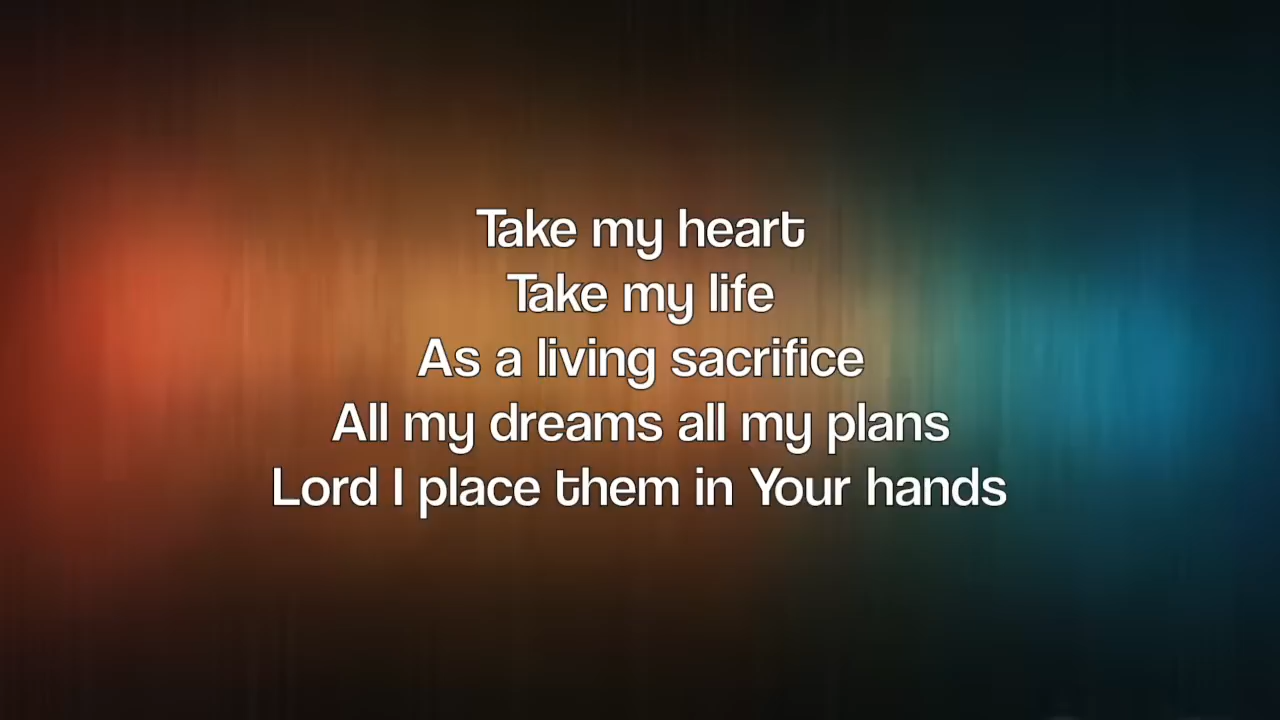 Take my heart
Take my life
As a living sacrifice
All my dreams all my plans
Lord I place them in Your hands